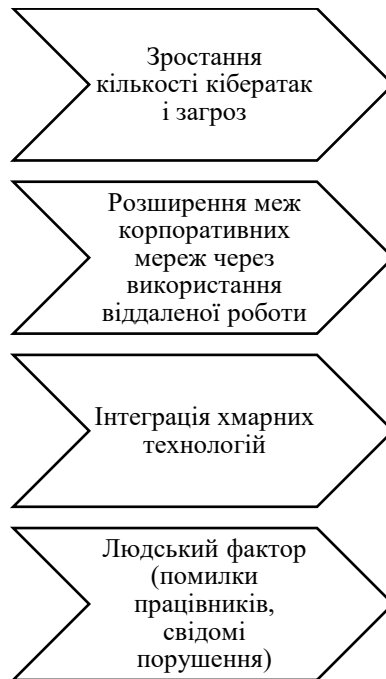 Зростання
кількості кібератак
і загроз
Розширення меж
корпоративних
мереж через
використання
віддаленої роботи
Інтеграція хмарних
технологій
Людський фактор
(помилки
працівників,
свідомі
порушення)